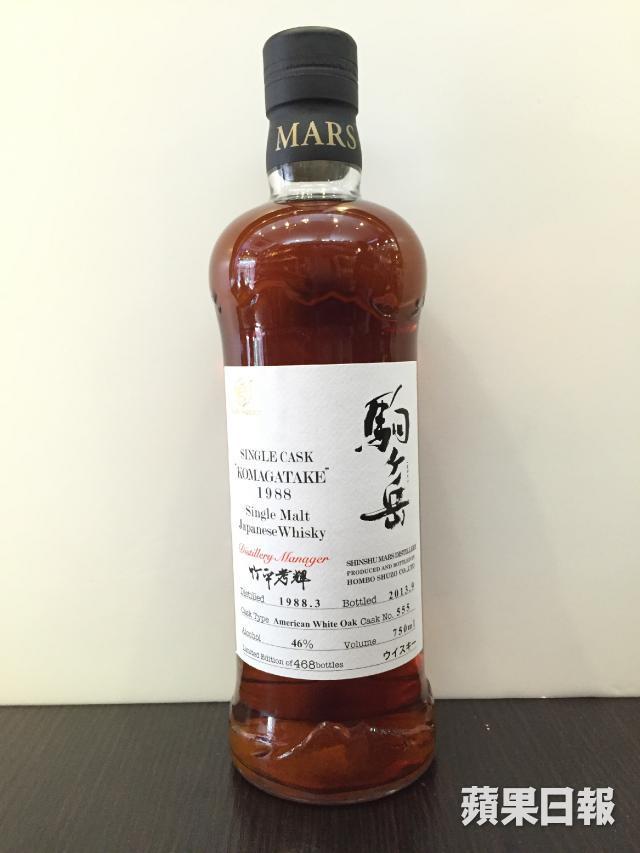 MARS
SINGLE CASK
"KOMAGATAKE"
1988
Single Malt
Japanese Whisky
駒ヶ岳
Distillery Manager
竹平考輝
SHINSHU MARS DISTILLERY
PRODUCED AND BOTTLED BY
HOMBO SHUZO CO.,LTD
Distilled 1988.3 Bottled 2013.9
Cask Type American White Oak Cask No. 555
Alcohol 46% Volume 750ml
Limited Edition of 468bottles ウイスキー
蘋果日報